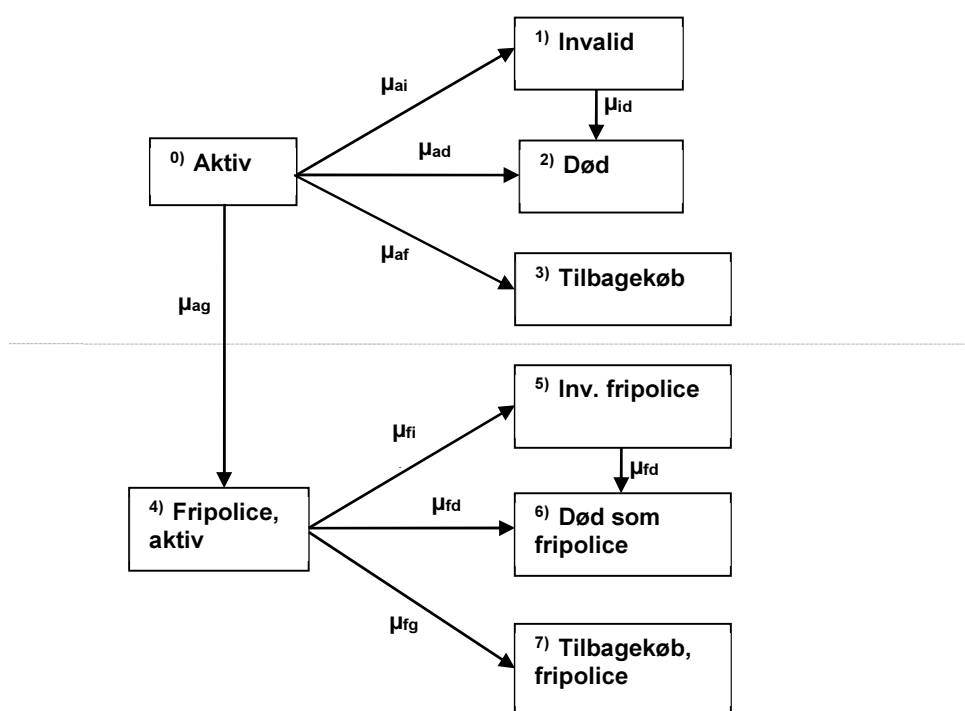 1) Invalid
μai
μid
0) Aktiv
μad
2) Død
μaf
3) Tilbagekøb
μag
5) Inv. fripolice
μfi
μfd
4) Fripolice,
aktiv
μfd
6) Død som
fripolice
μfg
7) Tilbagekøb,
fripolice